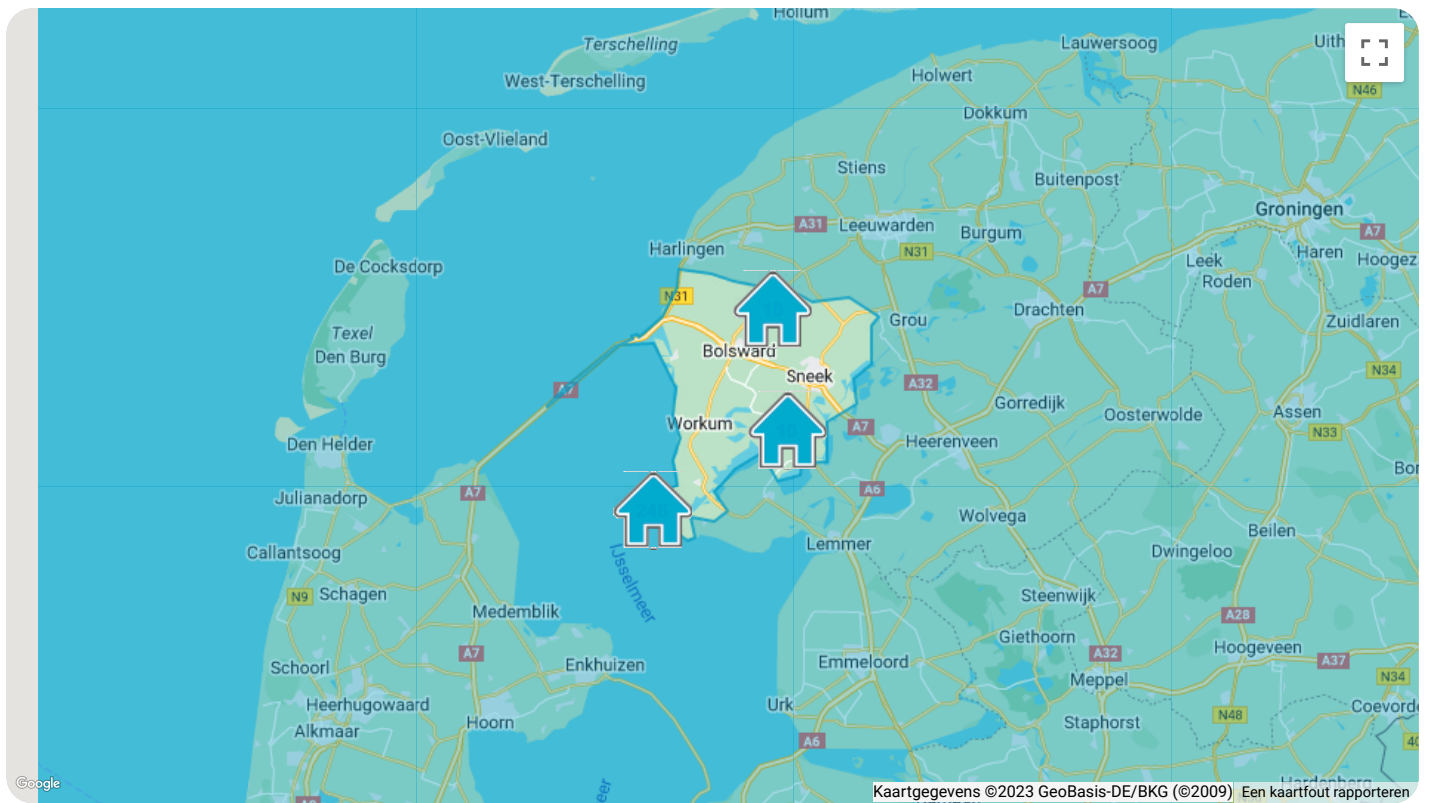 Hollum
Terschelling
West-Terschelling
Lauwersoog
Holwert
N46
Dokkum
Oost-Vlieland
Stiens
Buitenpost
Groningen
A31
Leeuwarden
Burgum
A7
Harlingen
N31
Haren
Leek
Roden
De Cocksdorp
A7
N31
Drachten
Grou
Zuidlaren
Texel
Den Burg
Bolsward
Sneek
A32
N34
A7
Gorredijk
Oosterwolde
Assen
Workum
A7
N33
Heerenveen
Den Helder
A7
A6
Julianadorp
Wolvega
Beilen
Lemmer
Callantsoog
Dwingeloo
IJsselmeer
N9
Schagen
Steenwijk
Medemblik
A28
Giethoorn
A7
A32
Hoogeveen
Schoorl
Enkhuizen
Emmeloord
A37
Meppel
N34
Heerhugowaard
Urk
Hoorn
Staphorst
N48
Alkmaar
A6
Google
Kaartgegevens ©2023 GeoBasis-DE/BKG (©2009)
Een kaartfout rapporteren